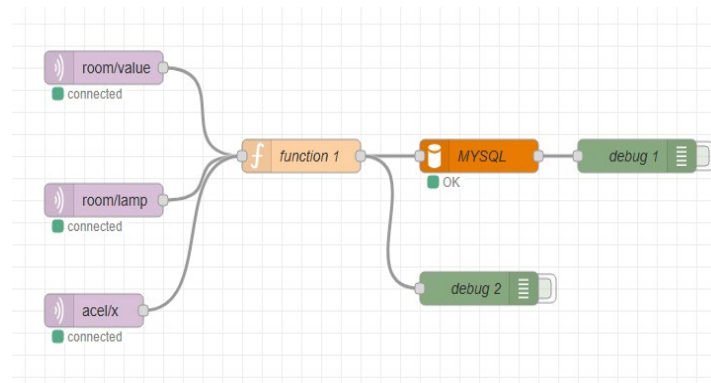 room/value
connected
function 1
MYSQL
debug 1
OK
room/lamp
connected
debug 2
acel/x
connected